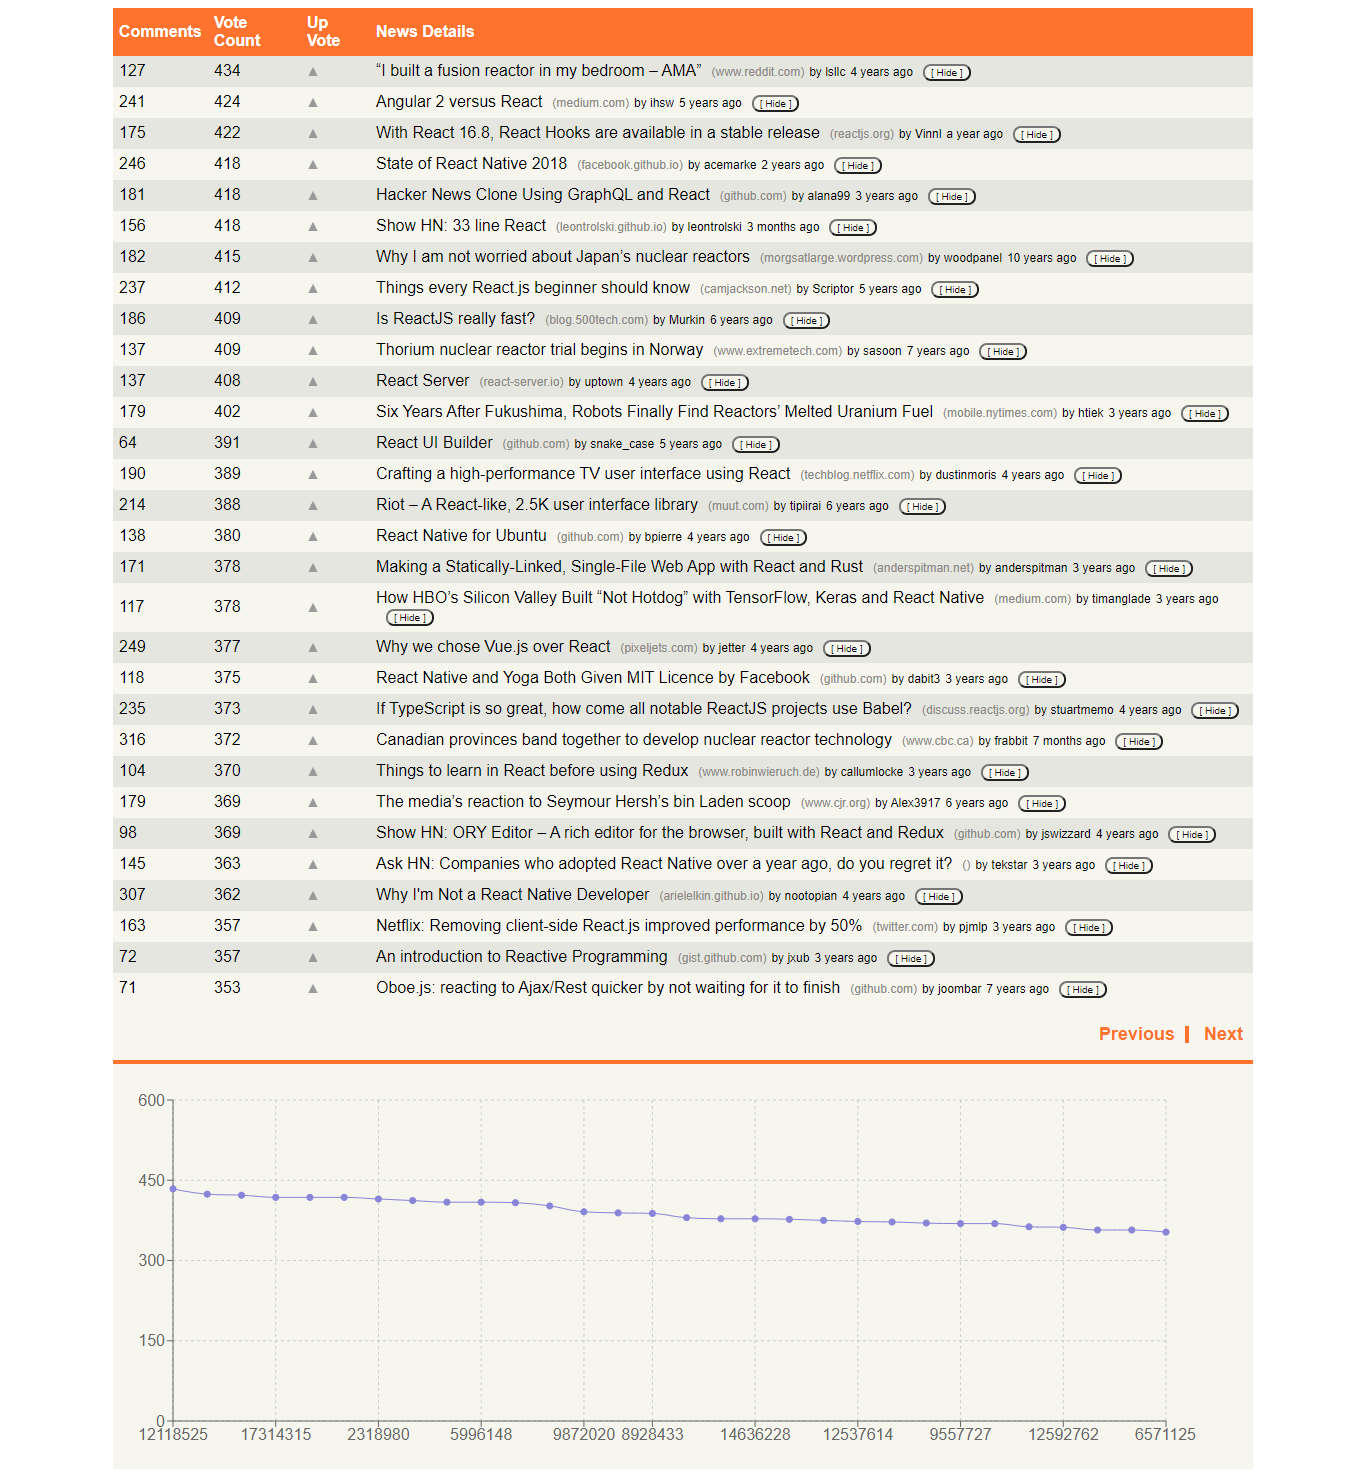 Comments Vote Count Up Vote News Details
127 434 ▲ “I built a fusion reactor in my bedroom – AMA” (www.reddit.com) by lsllc 4 years ago [ Hide ]
241 424 ▲ Angular 2 versus React (medium.com) by ihsw 5 years ago [ Hide ]
175 422 ▲ With React 16.8, React Hooks are available in a stable release (reactjs.org) by Vinnl a year ago [ Hide ]
246 418 ▲ State of React Native 2018 (facebook.github.io) by acemarke 2 years ago [ Hide ]
181 418 ▲ Hacker News Clone Using GraphQL and React (github.com) by alana99 3 years ago [ Hide ]
156 418 ▲ Show HN: 33 line React (leontrolski.github.io) by leontrolski 3 months ago [ Hide ]
182 415 ▲ Why I am not worried about Japan’s nuclear reactors (morgsatlarge.wordpress.com) by woodpanel 10 years ago [ Hide ]
237 412 ▲ Things every React.js beginner should know (camjackson.net) by Scriptor 5 years ago [ Hide ]
186 409 ▲ Is ReactJS really fast? (blog.500tech.com) by Murkin 6 years ago [ Hide ]
137 409 ▲ Thorium nuclear reactor trial begins in Norway (www.extremetech.com) by sasoon 7 years ago [ Hide ]
137 408 ▲ React Server (react-server.io) by uptown 4 years ago [ Hide ]
179 402 ▲ Six Years After Fukushima, Robots Finally Find Reactors’ Melted Uranium Fuel (mobile.nytimes.com) by htiek 3 years ago [ Hide ]
64 391 ▲ React UI Builder (github.com) by snake_case 5 years ago [ Hide ]
190 389 ▲ Crafting a high-performance TV user interface using React (techblog.netflix.com) by dustinmoris 4 years ago [ Hide ]
214 388 ▲ Riot – A React-like, 2.5K user interface library (muut.com) by tipiirai 6 years ago [ Hide ]
138 380 ▲ React Native for Ubuntu (github.com) by bpierre 4 years ago [ Hide ]
171 378 ▲ Making a Statically-Linked, Single-File Web App with React and Rust (anderspitman.net) by anderspitman 3 years ago [ Hide ]
117 378 ▲ How HBO’s Silicon Valley Built “Not Hotdog” with TensorFlow, Keras and React Native (medium.com) by timanglade 3 years ago
[ Hide ]
249 377 ▲ Why we chose Vue.js over React (pixeljets.com) by jetter 4 years ago [ Hide ]
118 375 ▲ React Native and Yoga Both Given MIT Licence by Facebook (github.com) by dabit3 3 years ago [ Hide ]
235 373 ▲ If TypeScript is so great, how come all notable ReactJS projects use Babel? (discuss.reactjs.org) by stuartmemo 4 years ago [ Hide ]
316 372 ▲ Canadian provinces band together to develop nuclear reactor technology (www.cbc.ca) by frabbit 7 months ago [ Hide ]
104 370 ▲ Things to learn in React before using Redux (www.robinwieruch.de) by callumlocke 3 years ago [ Hide ]
179 369 ▲ The media’s reaction to Seymour Hersh’s bin Laden scoop (www.cjr.org) by Alex3917 6 years ago [ Hide ]
98 369 ▲ Show HN: ORY Editor – A rich editor for the browser, built with React and Redux (github.com) by jswizzard 4 years ago [ Hide ]
145 363 ▲ Ask HN: Companies who adopted React Native over a year ago, do you regret it? () by tekstar 3 years ago [ Hide ]
307 362 ▲ Why I'm Not a React Native Developer (arielelkin.github.io) by nootopian 4 years ago [ Hide ]
163 357 ▲ Netflix: Removing client-side React.js improved performance by 50% (twitter.com) by pjmlp 3 years ago [ Hide ]
72 357 ▲ An introduction to Reactive Programming (gist.github.com) by jxub 3 years ago [ Hide ]
71 353 ▲ Oboe.js: reacting to Ajax/Rest quicker by not waiting for it to finish (github.com) by joombar 7 years ago [ Hide ]
Previous | Next
600
450
300
150
0
12118525 17314315 2318980 5996148 9872020 8928433 14636228 12537614 9557727 12592762 6571125